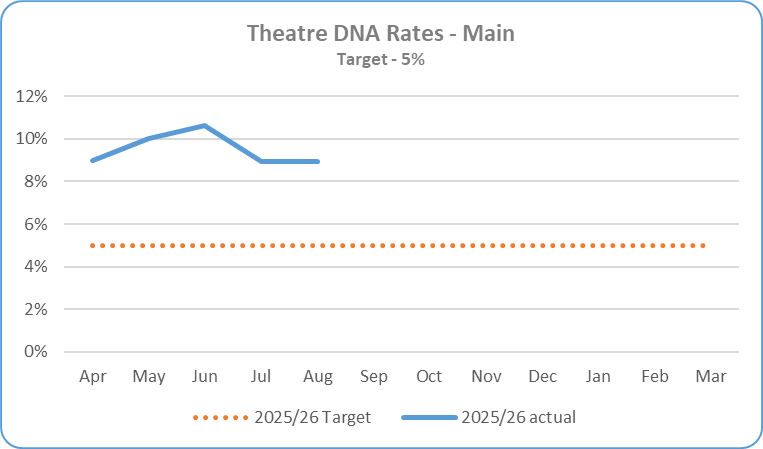 Theatre DNA Rates - Main
Target - 5%
12%
10%
8%
6%
4%
2%
0%
Apr May Jun Jul Aug Sep Oct Nov Dec Jan Feb Mar
2025/26 Target 2025/26 actual